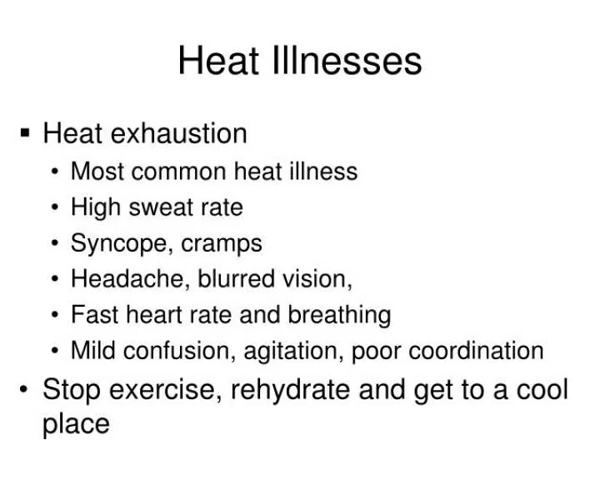 Heat Illnesses
▪ Heat exhaustion
• Most common heat illness
• High sweat rate
• Syncope, cramps
• Headache, blurred vision,
• Fast heart rate and breathing
• Mild confusion, agitation, poor coordination
• Stop exercise, rehydrate and get to a cool
place